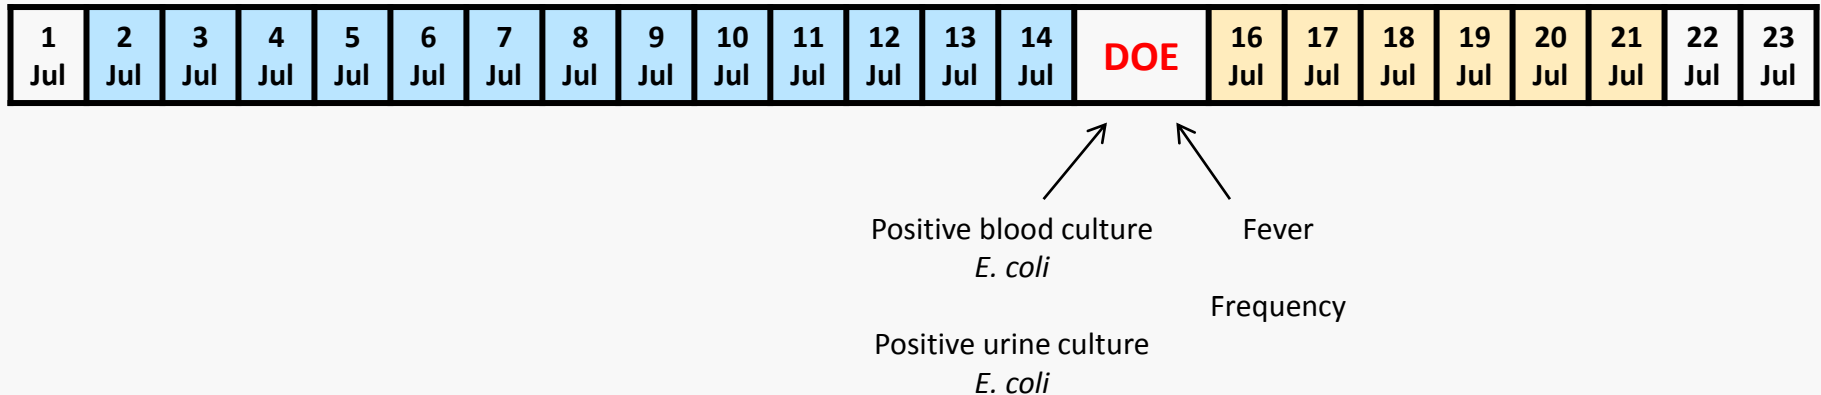 1 Jul 2 Jul 3 Jul 4 Jul 5 Jul 6 Jul 7 Jul 8 Jul 9 Jul 10 Jul 11 Jul 12 Jul 13 Jul 14 Jul DOE 16 Jul 17 Jul 18 Jul 19 Jul 20 Jul 21 Jul 22 Jul 23 Jul
Positive blood culture
E. coli
Positive urine culture
E. coli
Fever
Frequency